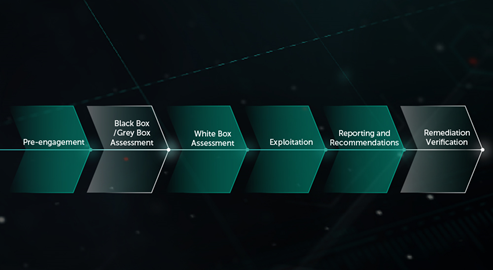 Pre-engagement
Black Box
/Grey Box
Assessment
White Box
Assessment
Exploitation
Reporting and
Recommendations
Remediation
Verification